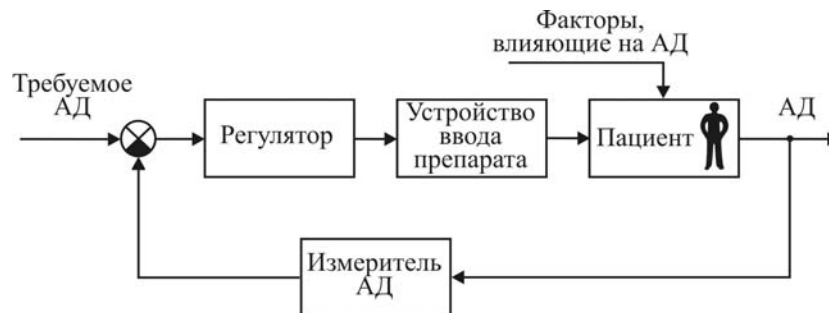 Факторы,
влияющие на АД
Требуемое
АД
Регулятор
Устройство
ввода
препарата
Пациент
АД
Измеритель
АД